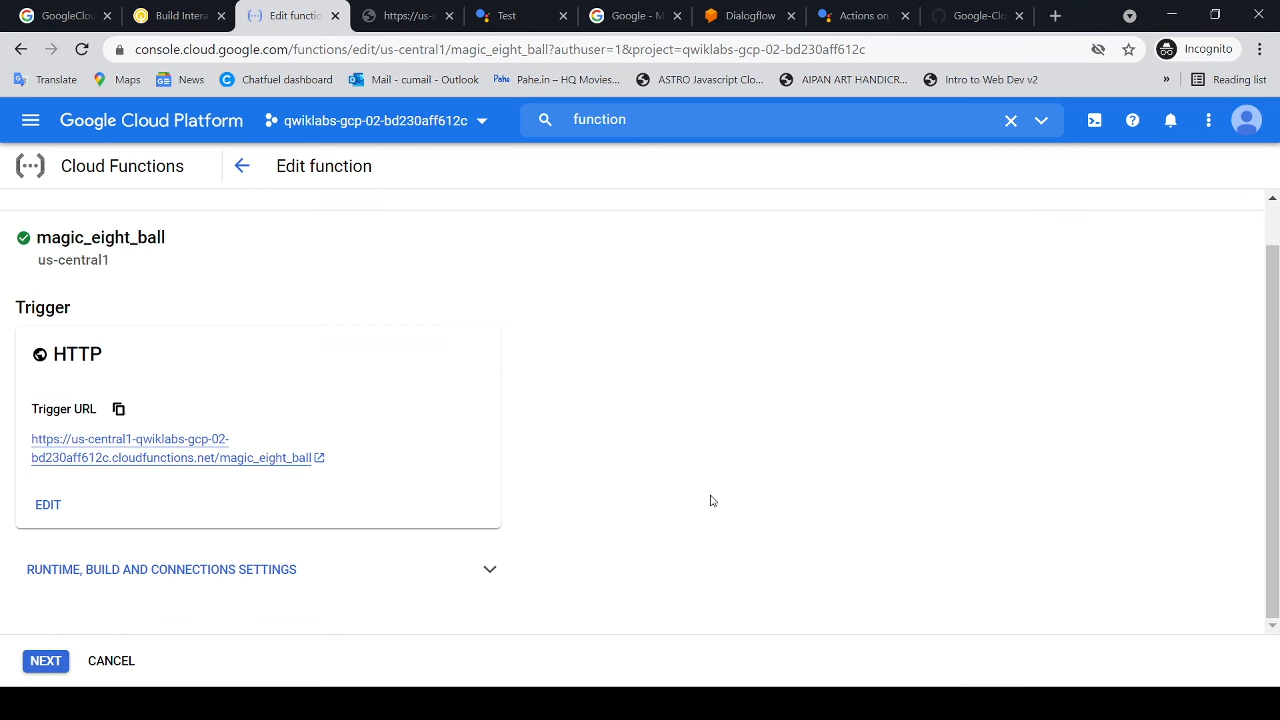 GoogleClou
Build Intera
Edit functio
https://us-c
Test
Google - M
Dialogflow
Actions on
Google-Clo
console.cloud.google.com/functions/edit/us-central1/magic_eight_ball?authuser=1&project=qwiklabs-gcp-02-bd230aff612c
Incognito
Translate
Maps
News
Chatfuel dashboard
Mail - cumail - Outlook
Pahe.in – HQ Movies...
ASTRO Javascript Clo...
AIPAN ART HANDICR...
Intro to Web Dev v2
»
Reading list
Google Cloud Platform
qwiklabs-gcp-02-bd230aff612c
function
Cloud Functions
Edit function
magic_eight_ball
us-central1
Trigger
HTTP
Trigger URL
https://us-central1-qwiklabs-gcp-02-
bd230aff612c.cloudfunctions.net/magic_eight_ball
EDIT
RUNTIME, BUILD AND CONNECTIONS SETTINGS
NEXT
CANCEL